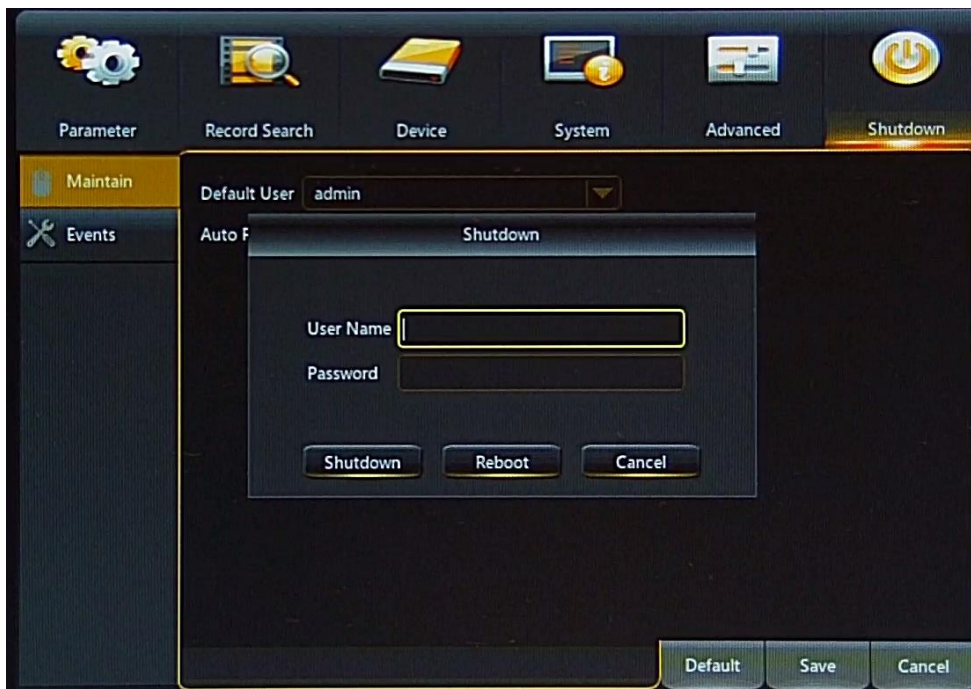 Parameter Record Search Device System Advanced Shutdown
Maintain
Events
Default User admin
Auto
Shutdown
User Name
Password
Shutdown Reboot Cancel
Default Save Cancel